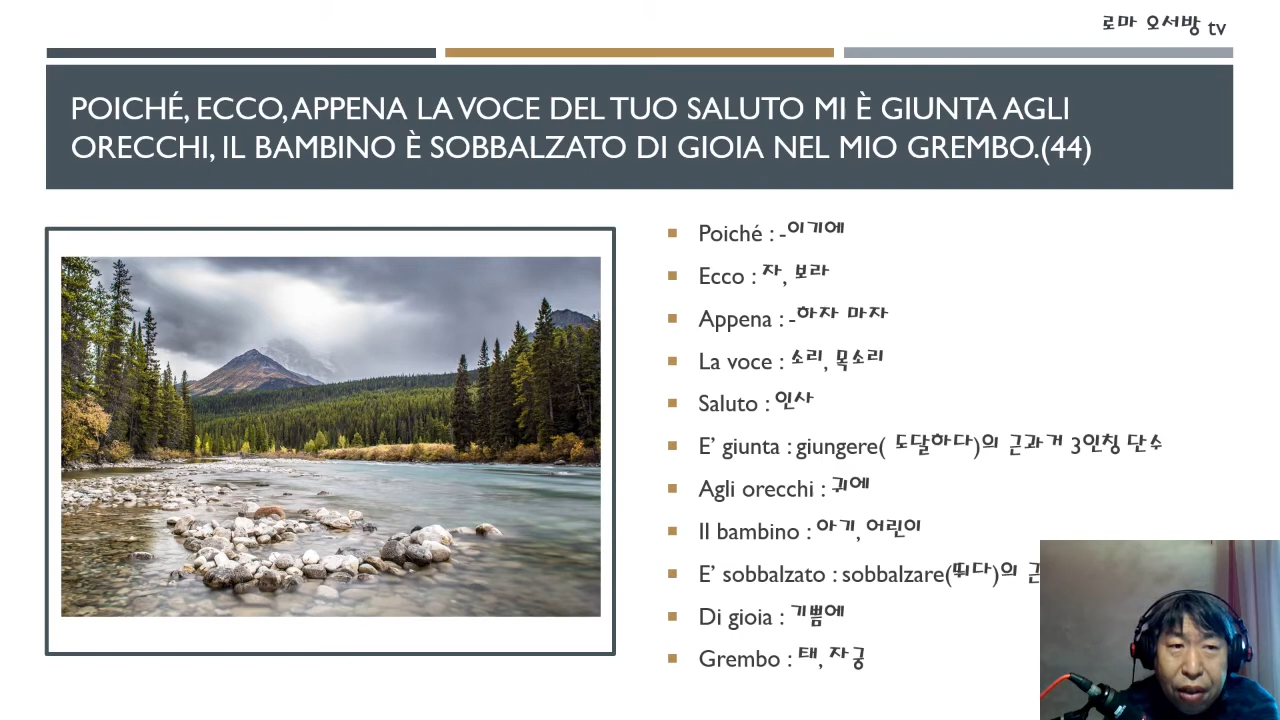 로마 오서방 tv
POICHÉ, ECCO, APPENA LA VOCE DEL TUO SALUTO MI È GIUNTA AGLI
ORECCHI, IL BAMBINO È SOBBALZATO DI GIOIA NEL MIO GREMBO.(44)
Poiché : -이기에
Ecco : 자, 보라
Appena : -하자 마자
La voce : 소리, 목소리
Saluto : 인사
E’ giunta : giungere( 도달하다)의 근과거 3인칭 단수
Agli orecchi : 귀에
Il bambino : 아기, 어린이
E’ sobbalzato : sobbalzare(뛰다)의
Di gioia : 기쁨에
Grembo : 태, 자궁